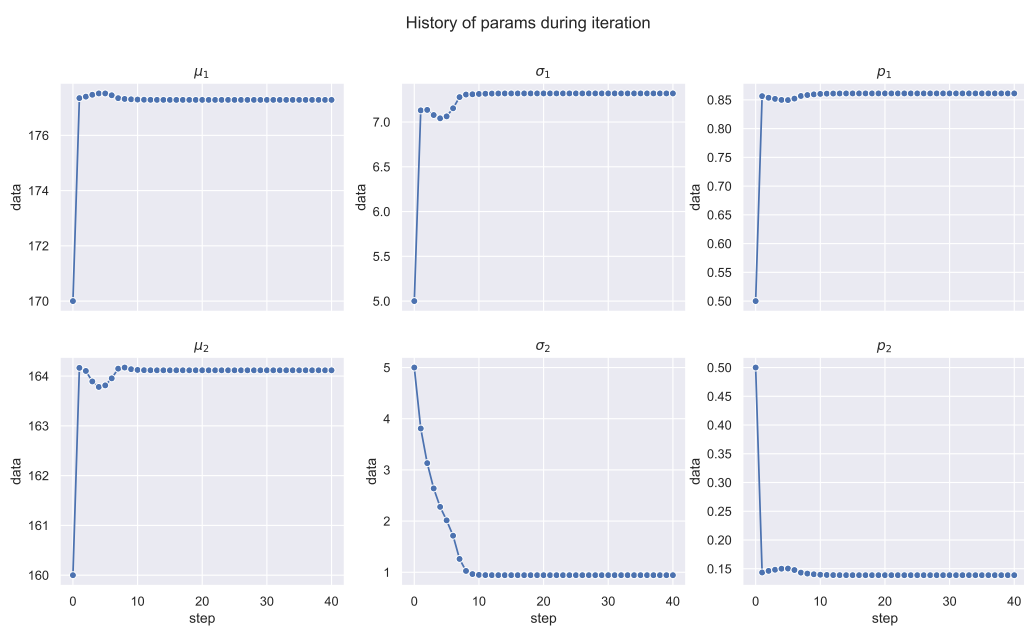 History of params during iteration
μ₁
σ₁
p₁
data
176
174
172
170
data
7.0
6.5
6.0
5.5
5.0
data
0.85
0.80
0.75
0.70
0.65
0.60
0.55
0.50
μ₂
σ₂
p₂
data
164
163
162
161
160
0 10 20 30 40
step
data
5
4
3
2
1
0 10 20 30 40
step
data
0.50
0.45
0.40
0.35
0.30
0.25
0.20
0.15
0 10 20 30 40
step